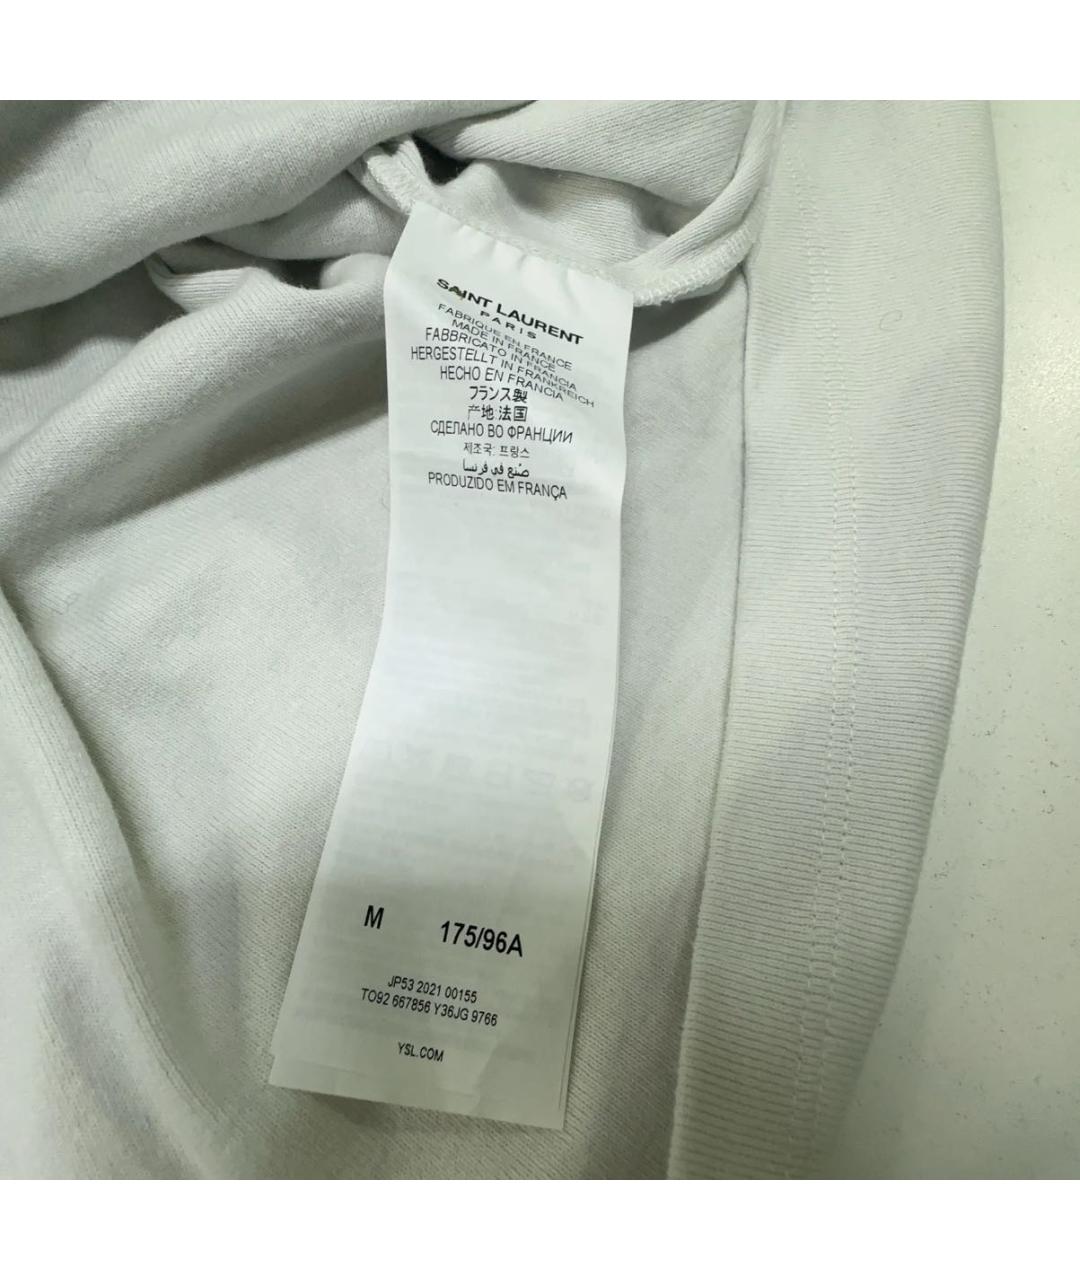 SAINT LAURENT
PARIS
FABRIQUE EN FRANCE
MADE IN FRANCE
FABBRICATO IN FRANCIA
HERGESTELLT IN FRANKREICH
HECHO EN FRANCIA
フランス製
产地:法国
СДЕЛАНО ВО ФРАНЦИИ
제조국: 프랑스
صُنع في فرنسا
PRODUZIDO EM FRANÇA
M 175/96A
JP53 2021 00155
TO92 667856 Y36JG 9766
YSL.COM